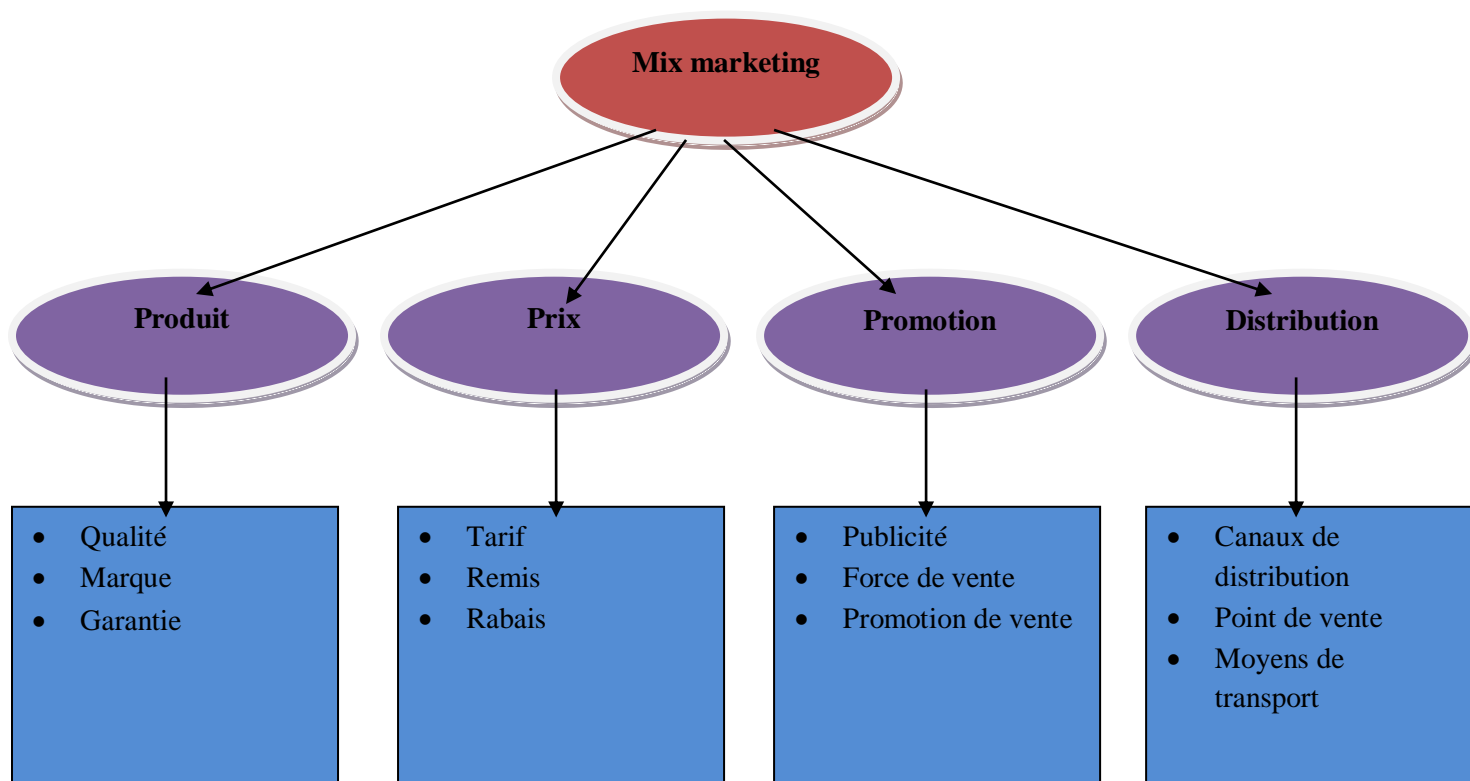 Mix marketing
Produit
Prix
Promotion
Distribution
• Qualité
• Marque
• Garantie
• Tarif
• Remis
• Rabais
• Publicité
• Force de vente
• Promotion de vente
• Canaux de
distribution
• Point de vente
• Moyens de
transport